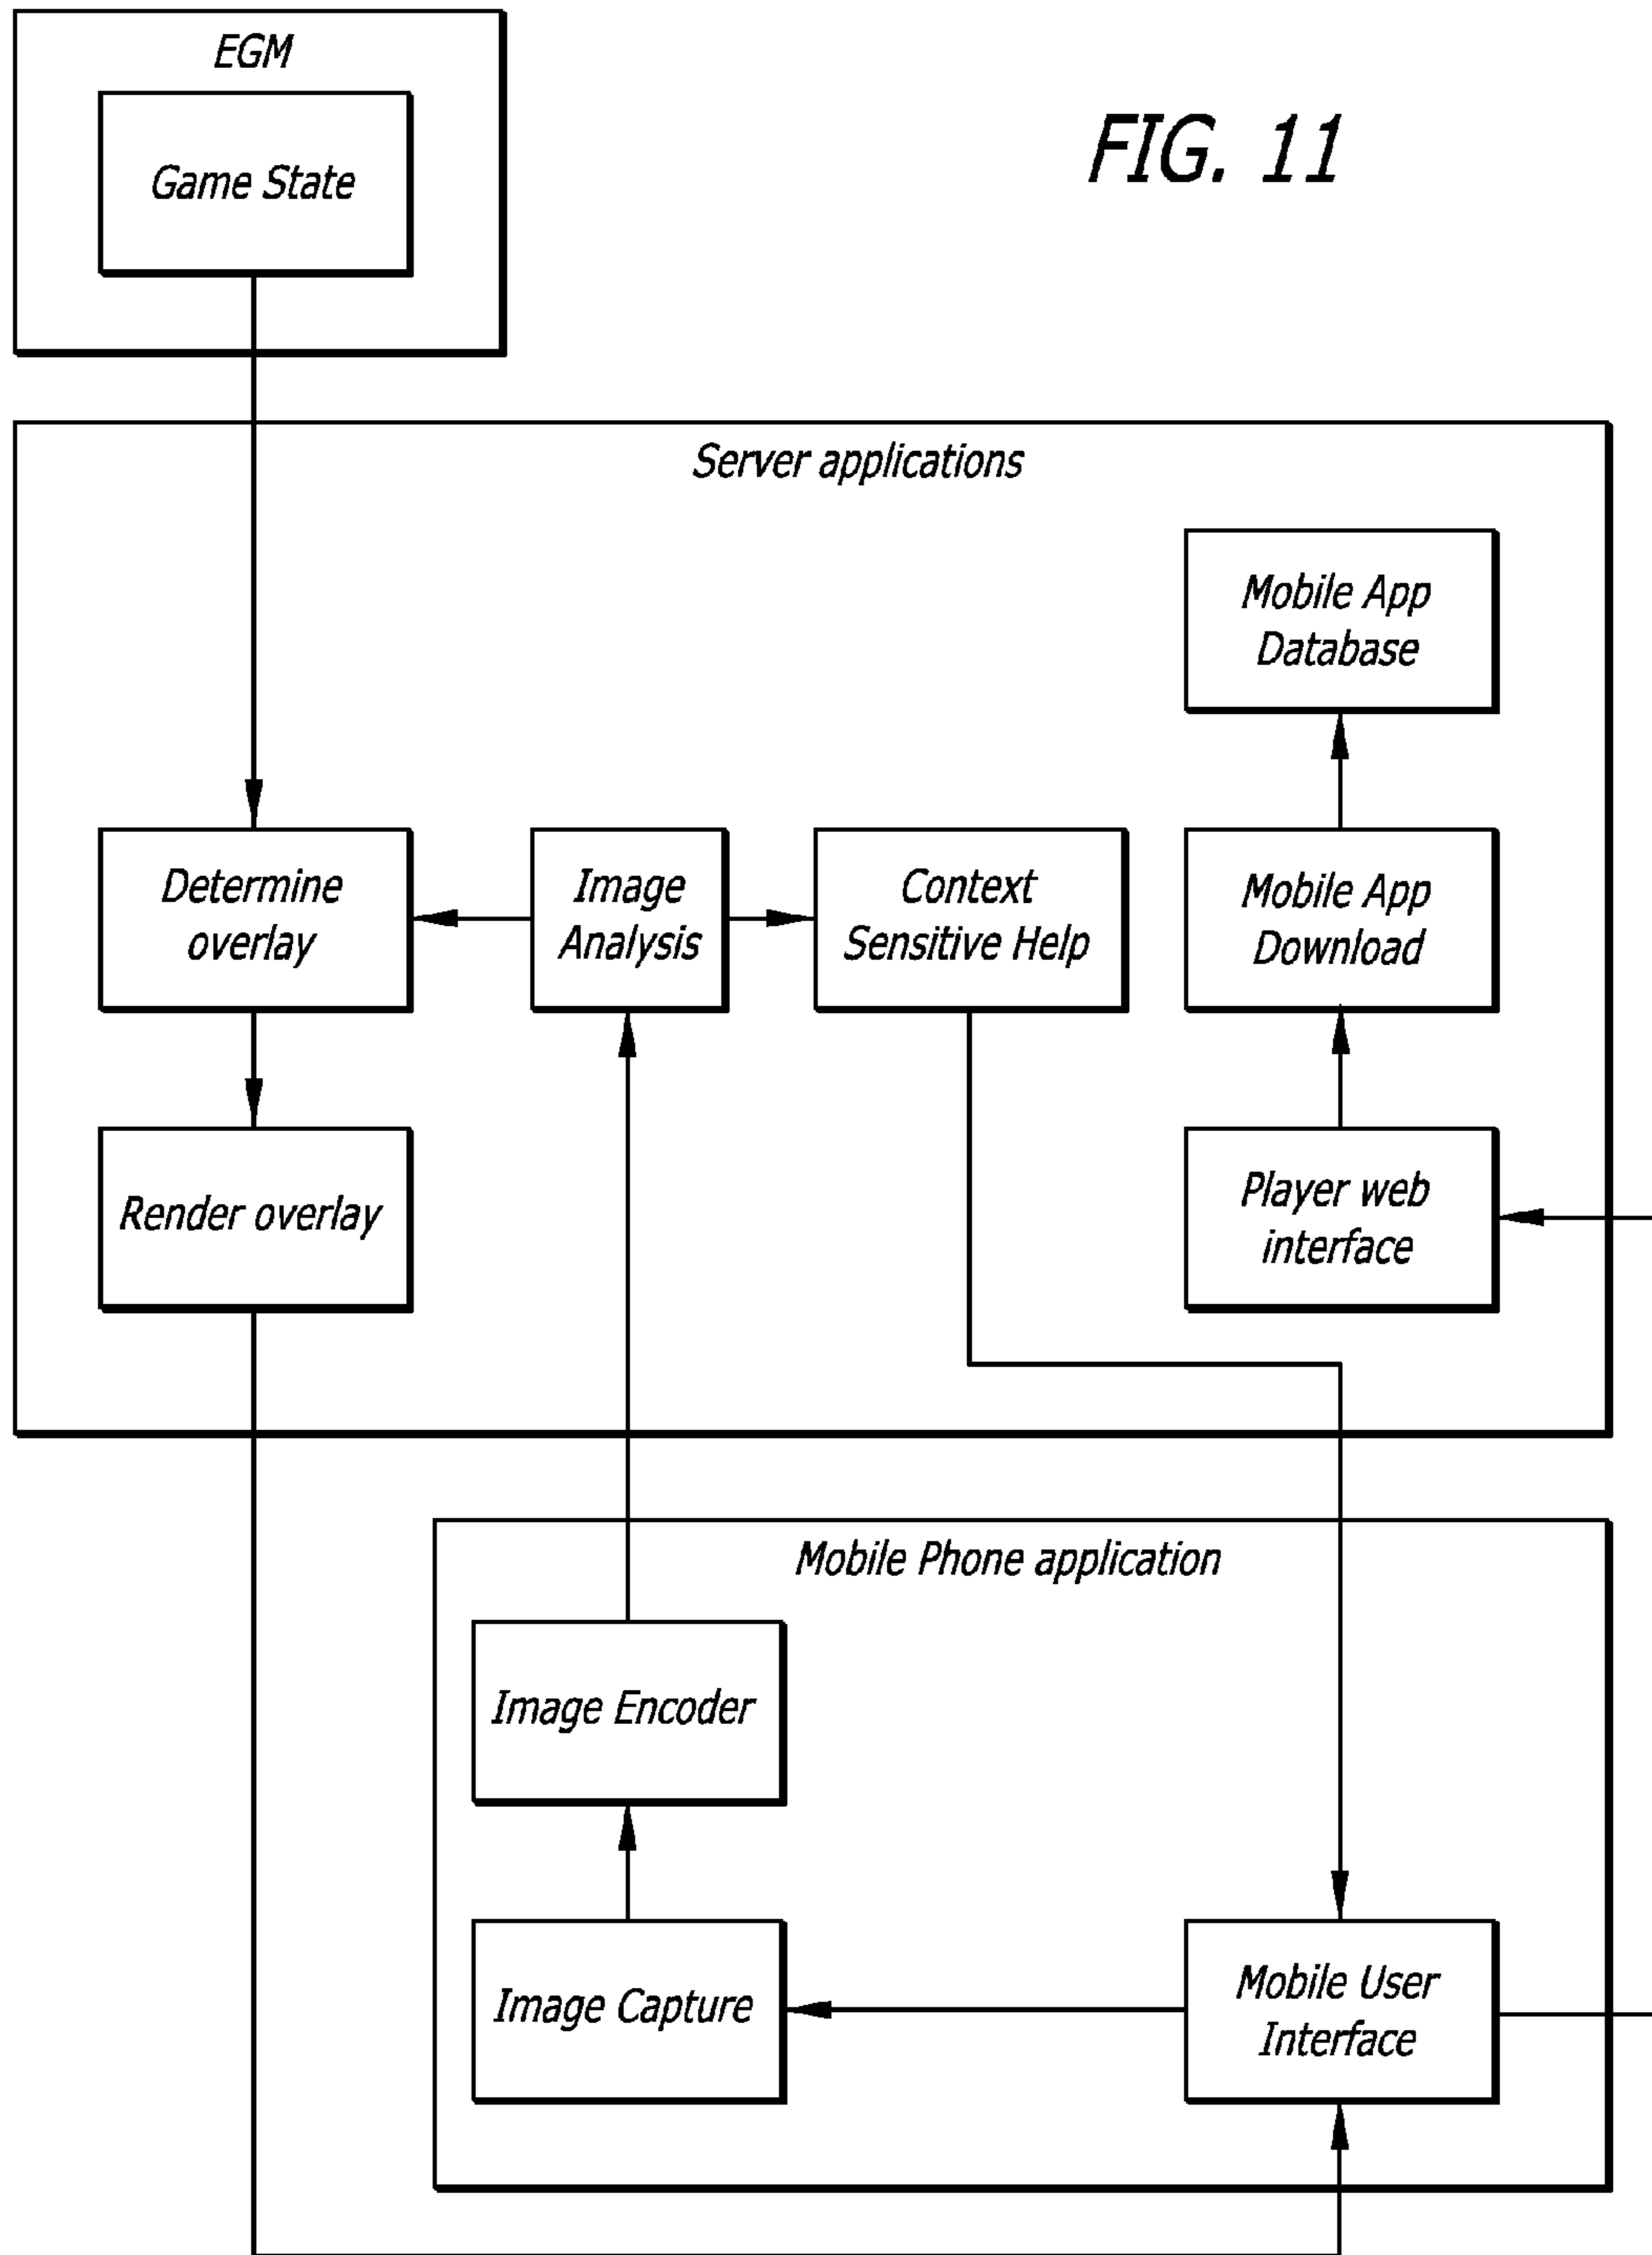 EGM
Game State
FIG. 11
Server applications
Mobile App
Database
Determine
overlay
Image
Analysis
Context
Sensitive Help
Mobile App
Download
Render overlay
Player web
interface
Mobile Phone application
Image Encoder
Image Capture
Mobile User
Interface